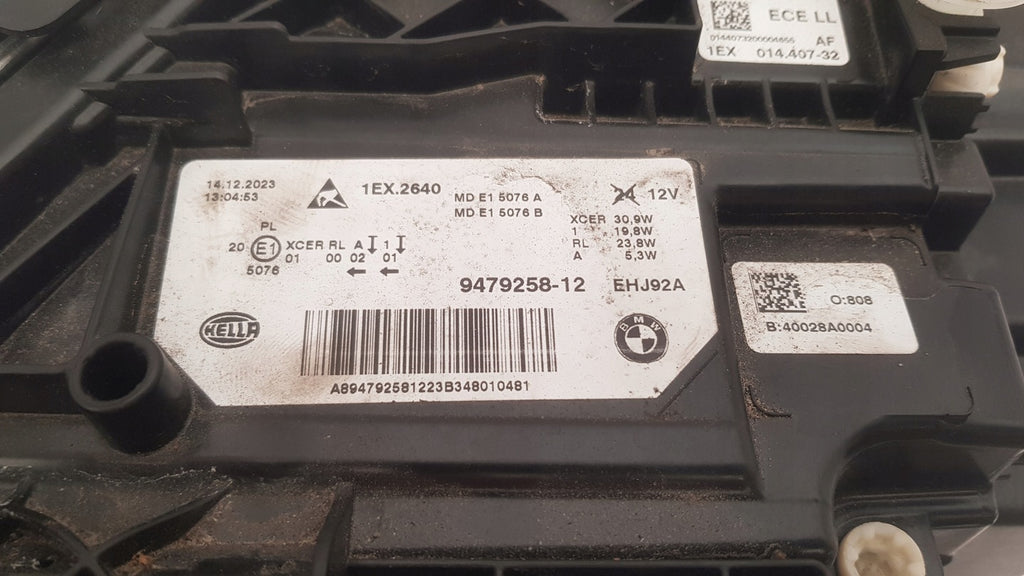 ECE LL
0144073200004655 AF
1EX 014.407-32
14.12.2023
13:04:53
1EX.2640
MD E1 5076 A
MD E1 5076 B
24 12V
XCER 30,9W
1 19,8W
RL 23,8W
A 5,3W
PL
20 E1 XCER RL A 1
01 00 02 01
5076
9479258-12 EHJ92A
HELLA
BMW
A894792581223B348010481
O:808
B:40028A0004